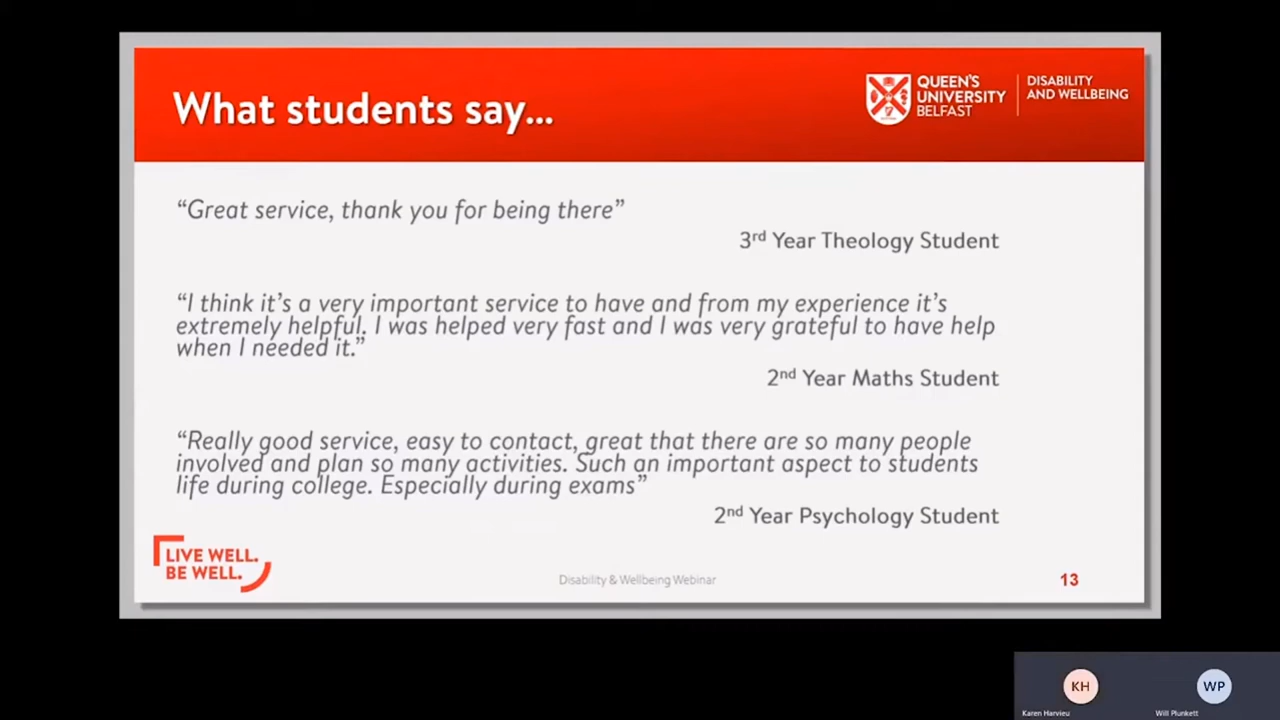 What students say...
QUEEN'S
UNIVERSITY
BELFAST
DISABILITY
AND WELLBEING
“Great service, thank you for being there”
3rd Year Theology Student
“I think it’s a very important service to have and from my experience it’s
extremely helpful. I was helped very fast and I was very grateful to have help
when I needed it.”
2nd Year Maths Student
“Really good service, easy to contact, great that there are so many people
involved and plan so many activities. Such an important aspect to students
life during college. Especially during exams”
2nd Year Psychology Student
LIVE WELL.
BE WELL.
Disability & Wellbeing Webinar
13
KH
WP
Karen Harvieu
Will Plunkett